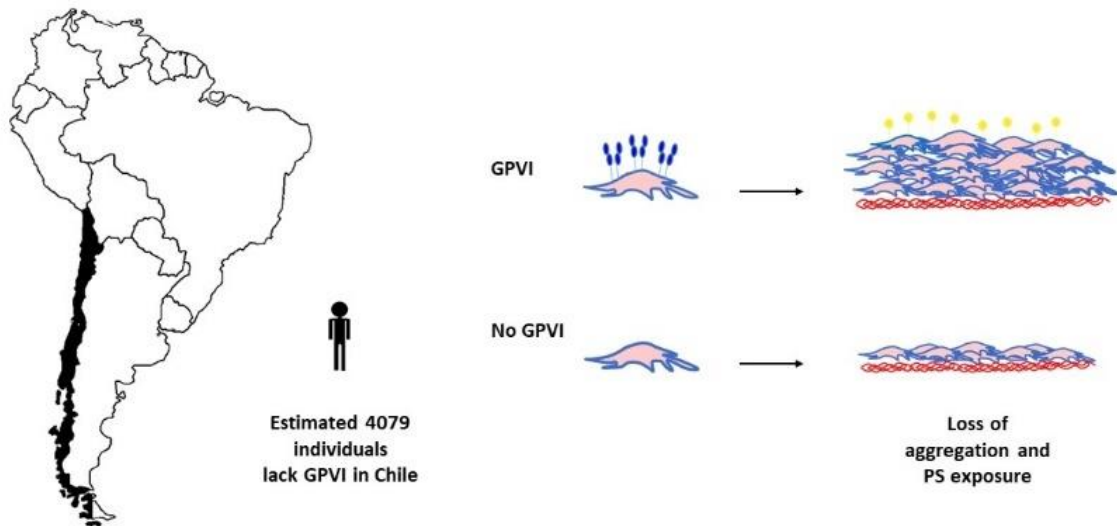 GPVI
No GPVI
Estimated 4079
individuals
lack GPVI in Chile
Loss of
aggregation and
PS exposure